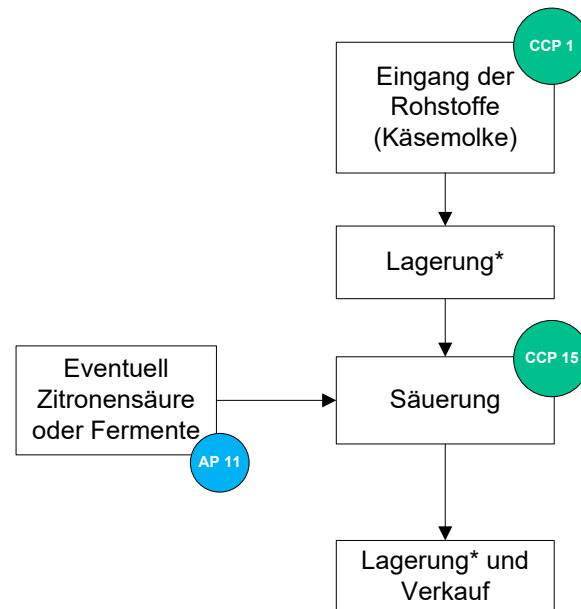 CCP 1
Eingang der
Rohstoffe
(Käsemolke)
Lagerung*
CCP 15
Säuerung
Eventuell
Zitronensäure
oder Fermente
AP 11
Lagerung* und
Verkauf